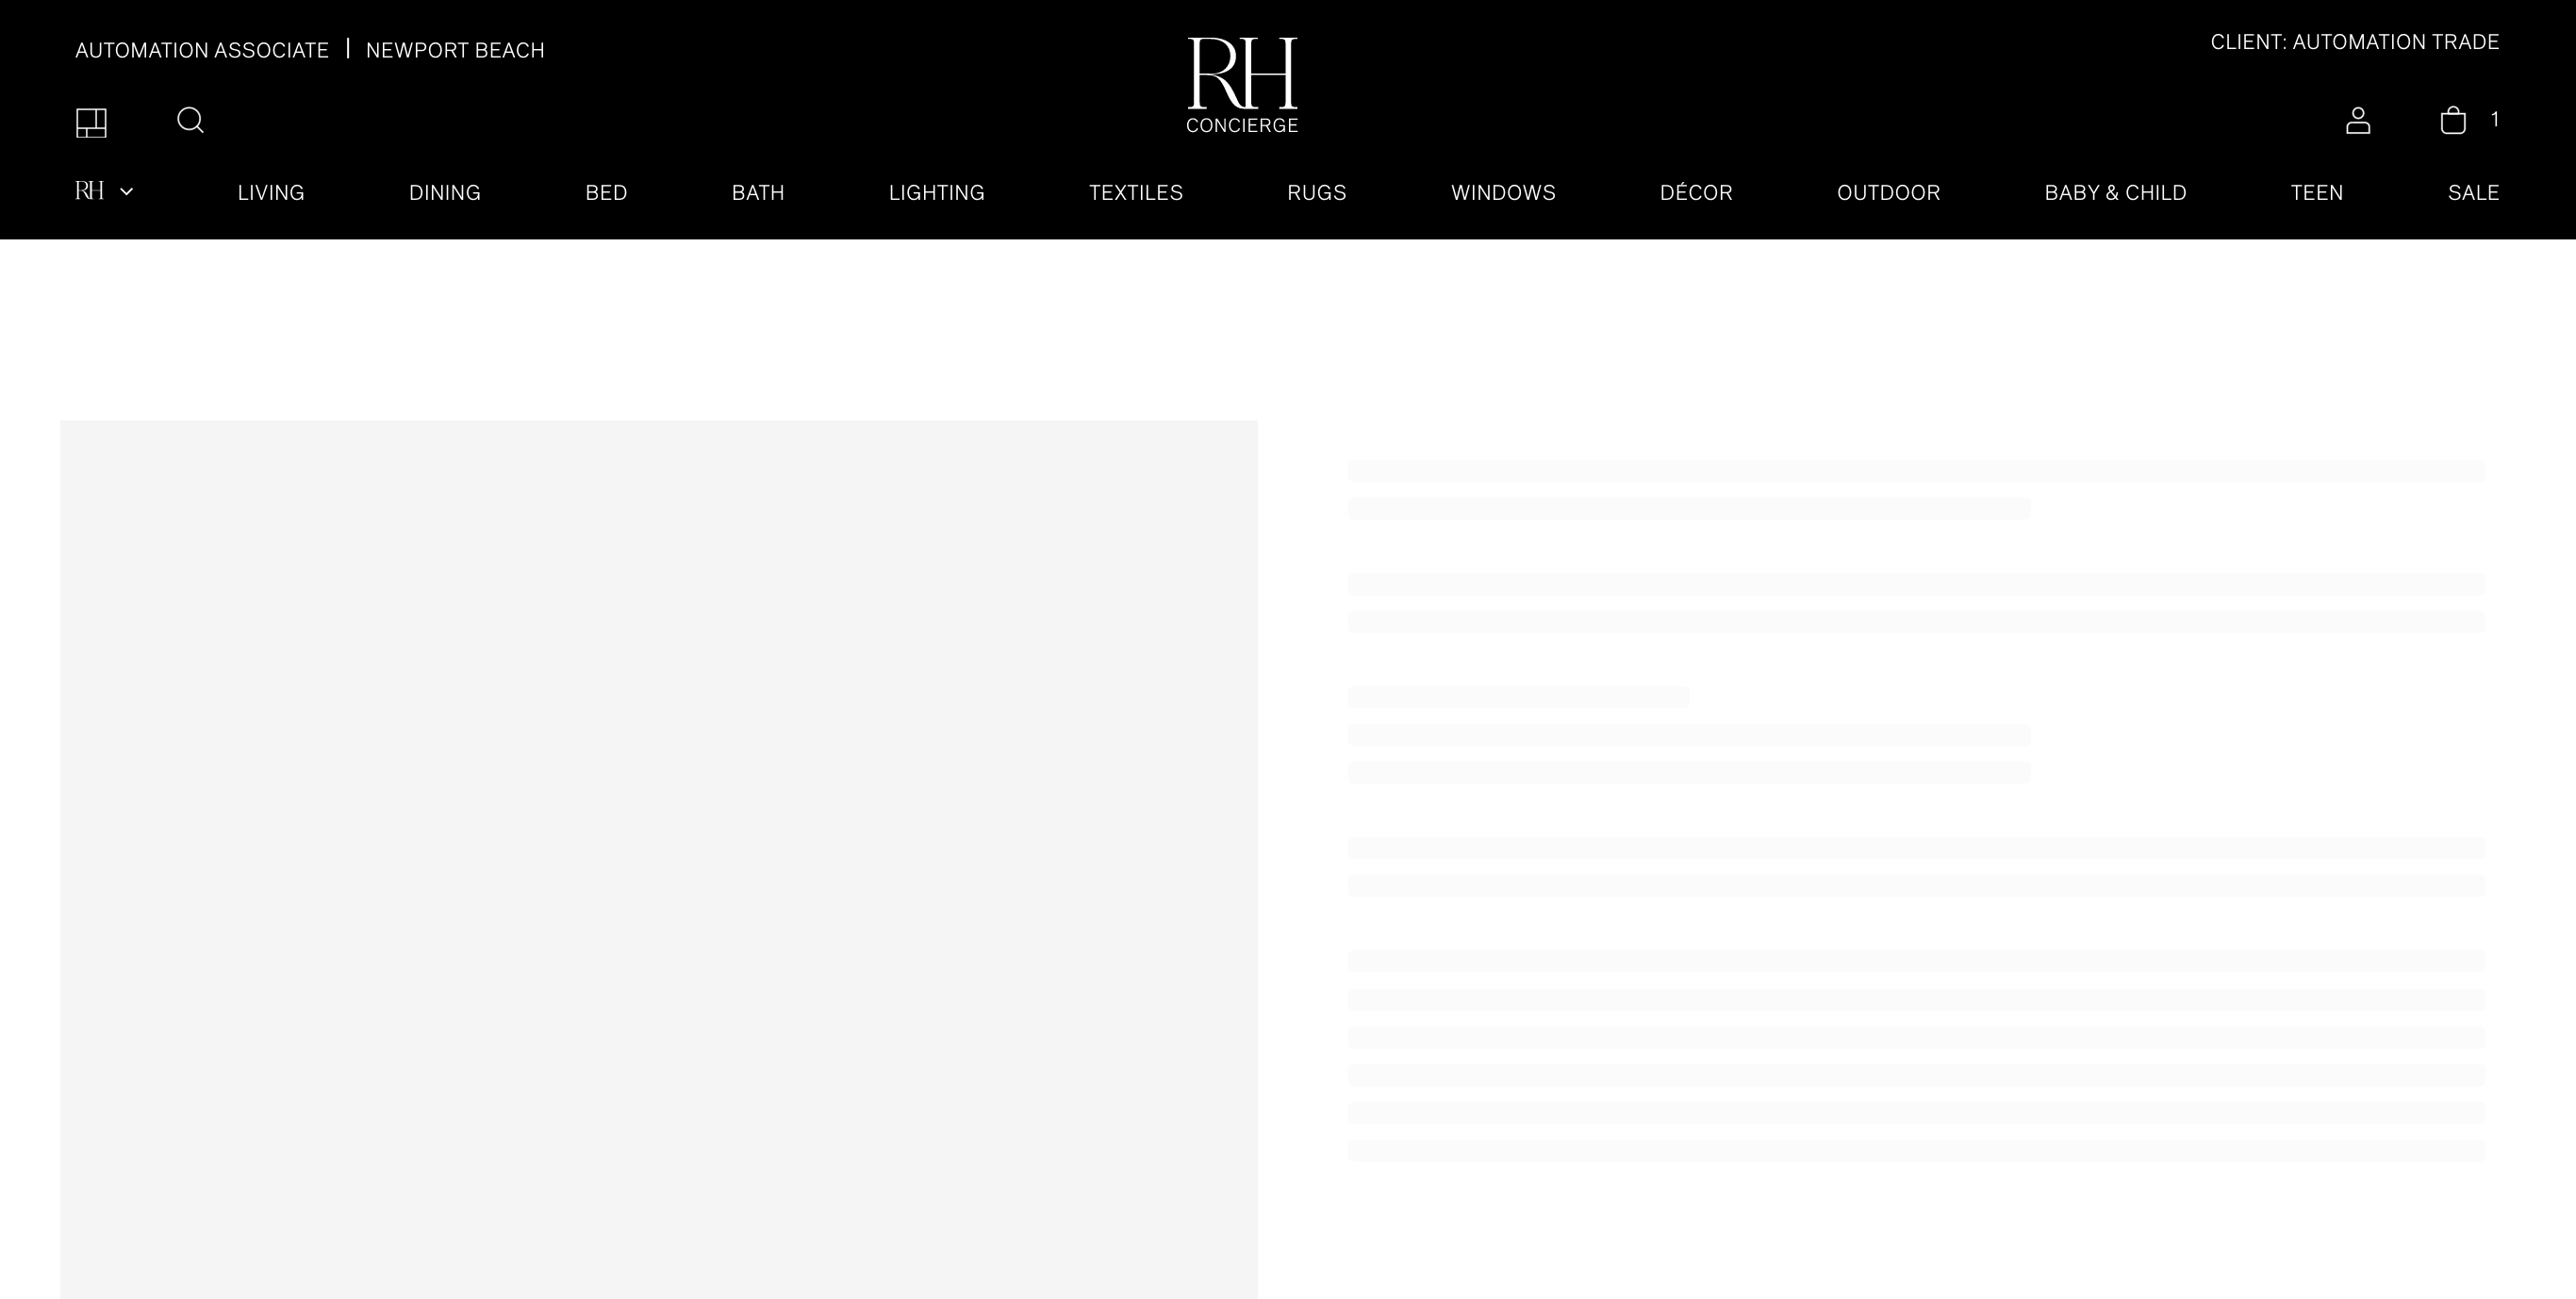 AUTOMATION ASSOCIATE | NEWPORT BEACH
RH
CONCIERGE
CLIENT: AUTOMATION TRADE
1
RH LIVING DINING BED BATH LIGHTING TEXTILES RUGS WINDOWS DÉCOR OUTDOOR BABY & CHILD TEEN SALE